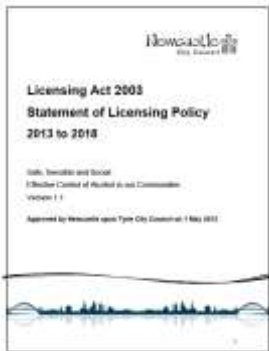 Newcastle
City Council
Licensing Act 2003
Statement of Licensing Policy
2013 to 2018
Safe, Sensible and Social
Effective Control of Alcohol in our Communities
Version 1.1
Approved by Newcastle upon Tyne City Council on 1 May 2013